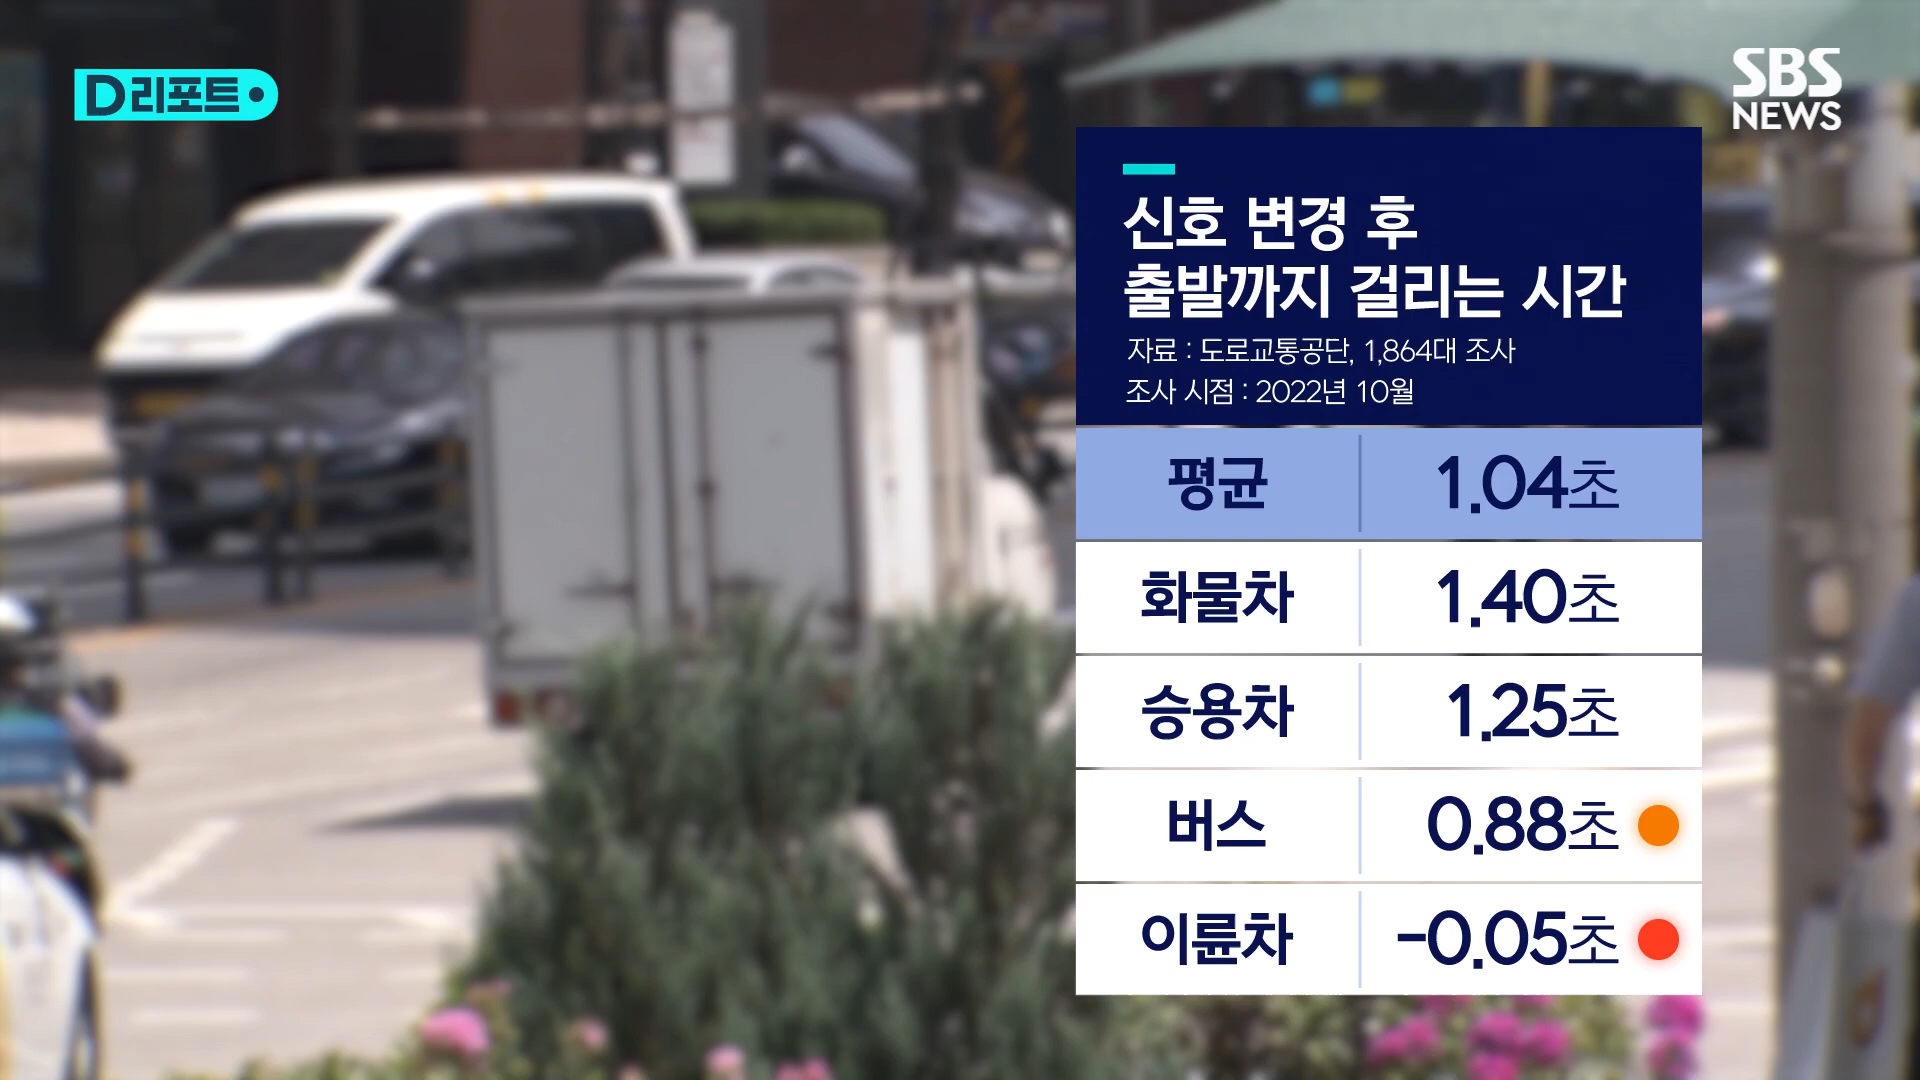 D리포트
SBS
NEWS
신호 변경 후
출발까지 걸리는 시간
자료 : 도로교통공단, 1,864대 조사
조사 시점 : 2022년 10월
평균 1.04초
화물차 1.40초
승용차 1.25초
버스 0.88초
이륜차 -0.05초